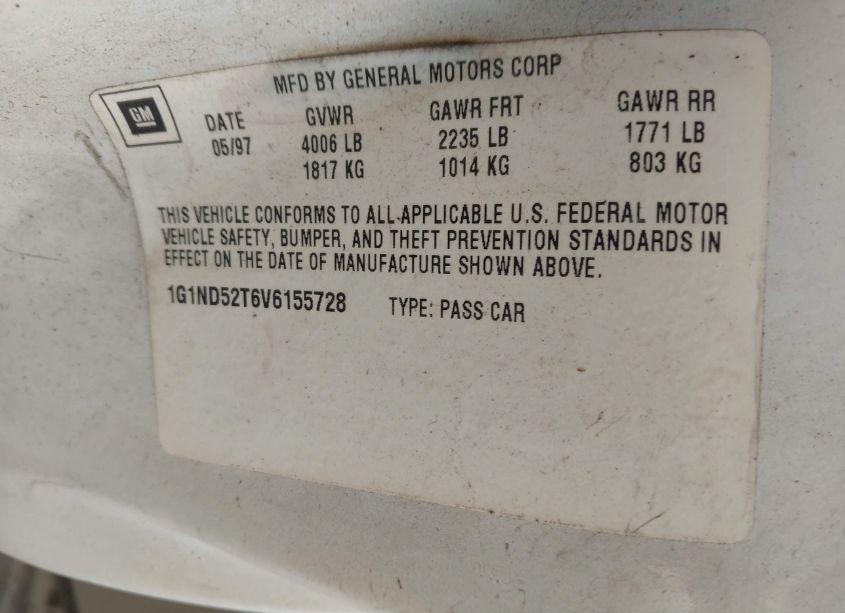 MFD BY GENERAL MOTORS CORP
GM
DATE GVWR GAWR FRT GAWR RR
05/97 4006 LB 2235 LB 1771 LB
1817 KG 1014 KG 803 KG
THIS VEHICLE CONFORMS TO ALL APPLICABLE U.S. FEDERAL MOTOR
VEHICLE SAFETY, BUMPER, AND THEFT PREVENTION STANDARDS IN
EFFECT ON THE DATE OF MANUFACTURE SHOWN ABOVE.
1G1ND52T6V6155728 TYPE: PASS CAR